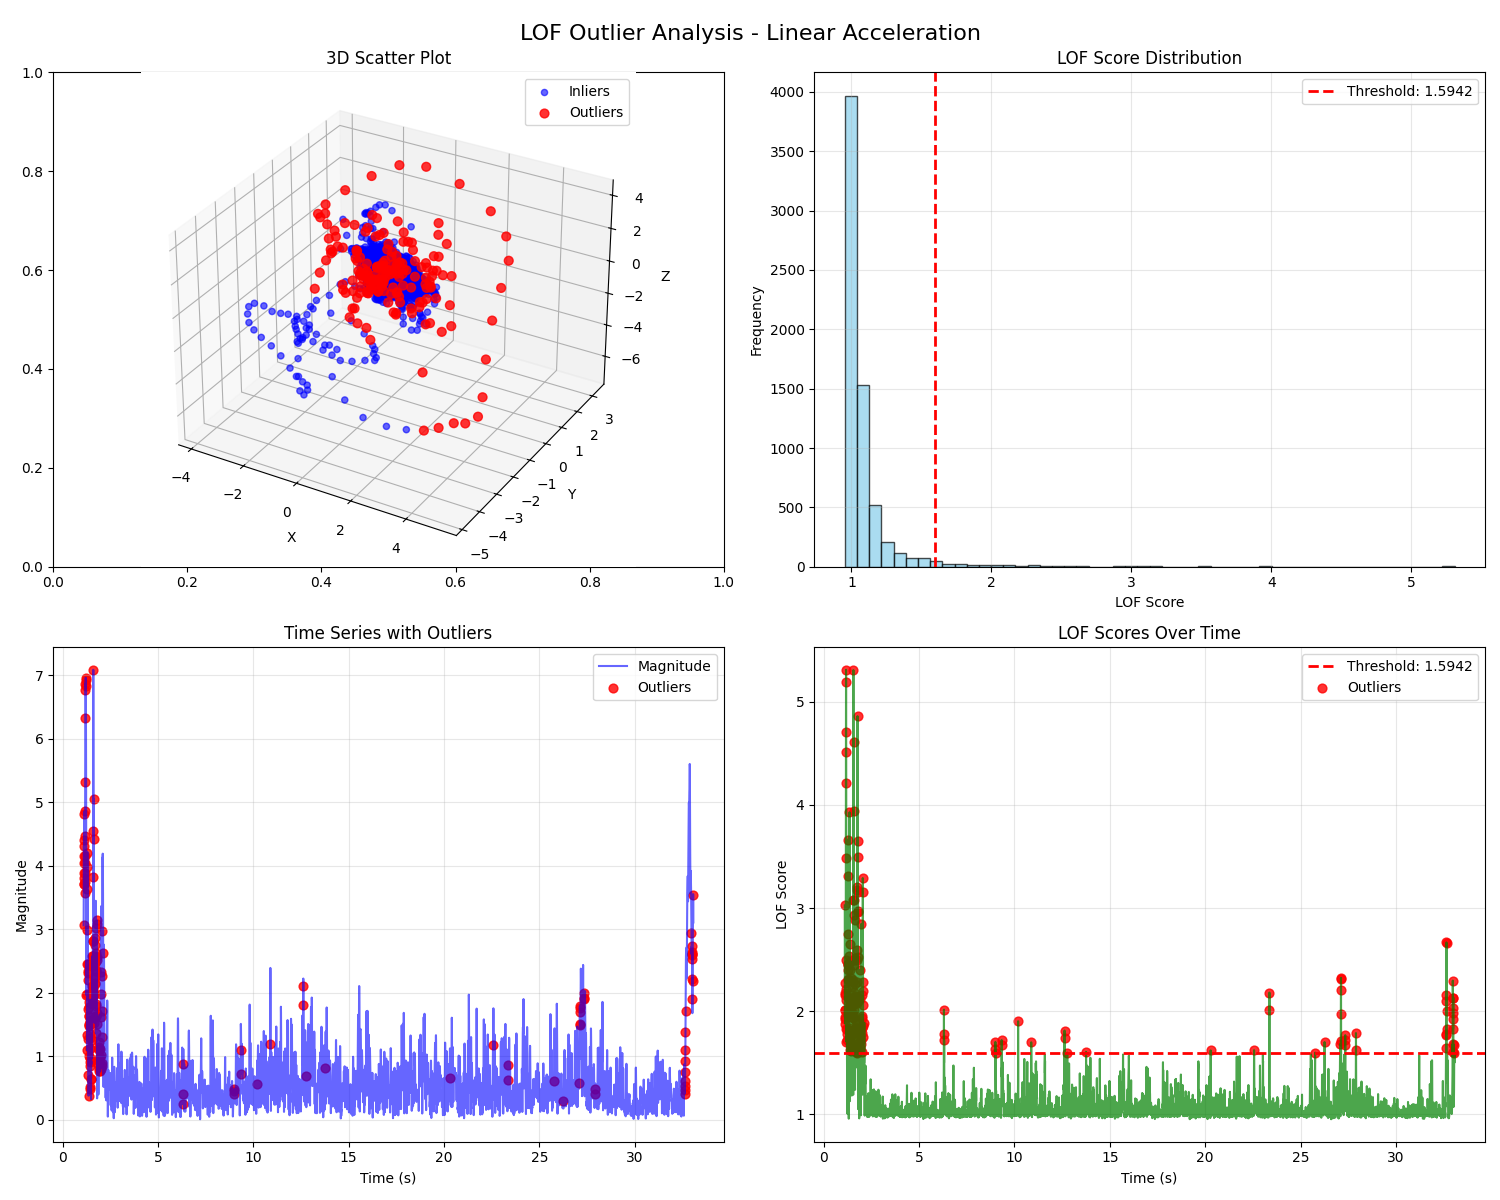 LOF Outlier Analysis - Linear Acceleration
3D Scatter Plot
Inliers
Outliers
1.0
0.8
0.6
0.4
0.2
0.0
0.0 0.2 0.4 0.6 0.8 1.0
4
2
0
−2
−4
−6
Z
−4 −2 0 2 4
X
−5 −4 −3 −2 −1 0 1 2 3
Y
LOF Score Distribution
Threshold: 1.5942
4000
3500
3000
2500
2000
1500
1000
500
0
Frequency
1 2 3 4 5
LOF Score
Time Series with Outliers
Magnitude
Outliers
7
6
5
4
3
2
1
0
Magnitude
0 5 10 15 20 25 30
Time (s)
LOF Scores Over Time
Threshold: 1.5942
Outliers
5
4
3
2
1
LOF Score
0 5 10 15 20 25 30
Time (s)